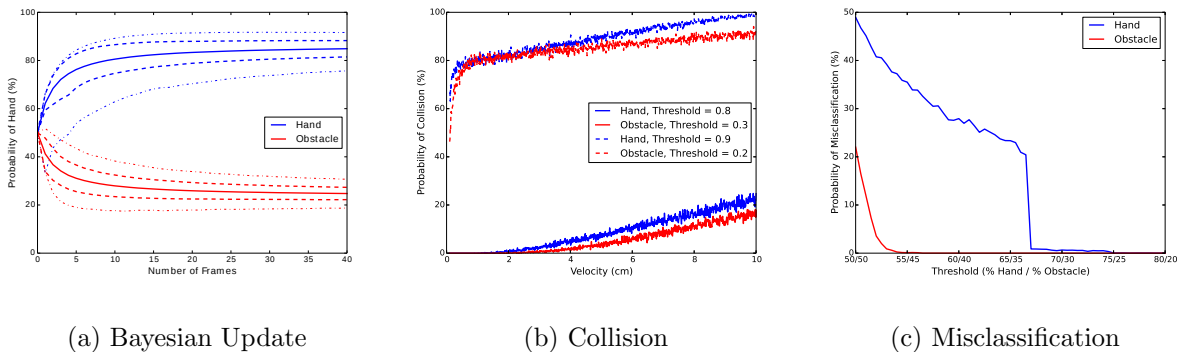 100
80
60
40
20
0
Probability of Hand (%)
0 5 10 15 20 25 30 35 40
Number of Frames
Hand
Obstacle
(a) Bayesian Update
100
80
60
40
20
0
Probability of Collision (%)
0 2 4 6 8 10
Velocity (cm)
Hand, Threshold = 0.8
Obstacle, Threshold = 0.3
Hand, Threshold = 0.9
Obstacle, Threshold = 0.2
(b) Collision
50
40
30
20
10
0
Probability of Misclassification (%)
50/50 55/45 60/40 65/35 70/30 75/25 80/20
Threshold (% Hand / % Obstacle)
Hand
Obstacle
(c) Misclassification